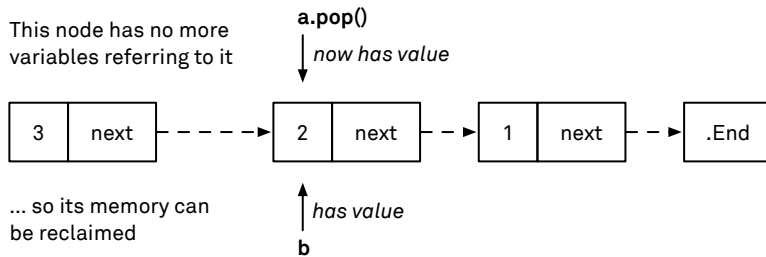 This node has no more
variables referring to it
a.pop()
now has value
3 next 2 next 1 next .End
... so its memory can
be reclaimed
has value
b